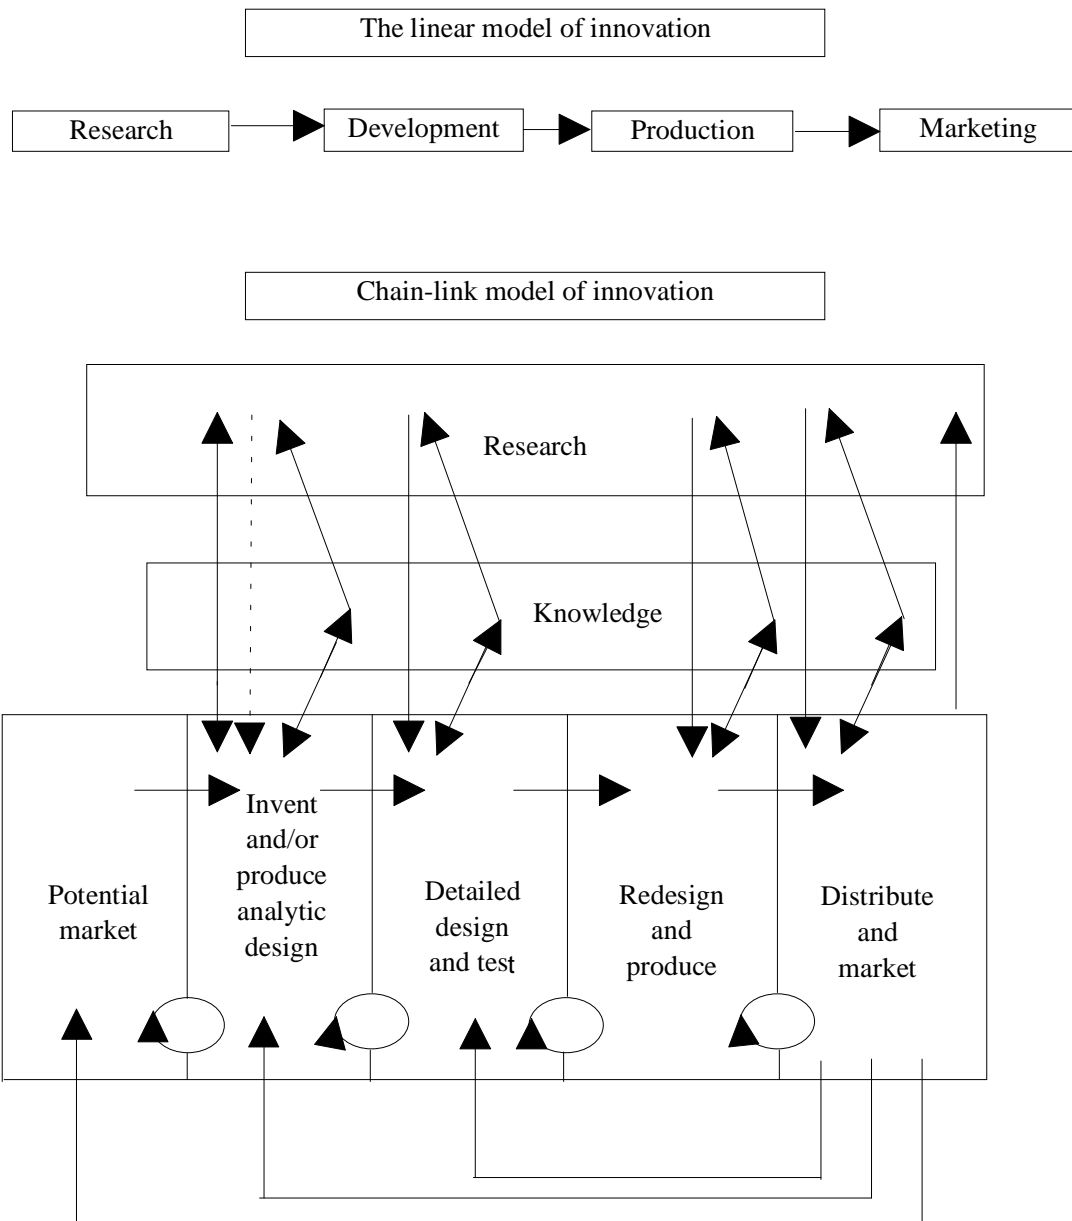 The linear model of innovation
Research
Development
Production
Marketing
Chain-link model of innovation
Research
Knowledge
Potential
market
Invent
and/or
produce
analytic
design
Detailed
design
and test
Redesign
and
produce
Distribute
and
market